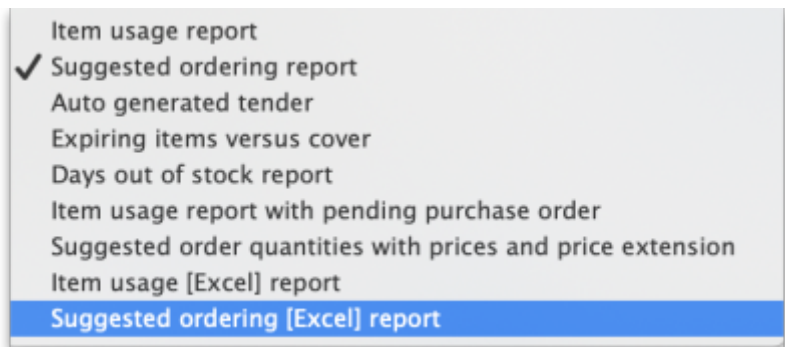 Item usage report
Suggested ordering report
Auto generated tender
Expiring items versus cover
Days out of stock report
Item usage report with pending purchase order
Suggested order quantities with prices and price extension
Item usage [Excel] report
Suggested ordering [Excel] report